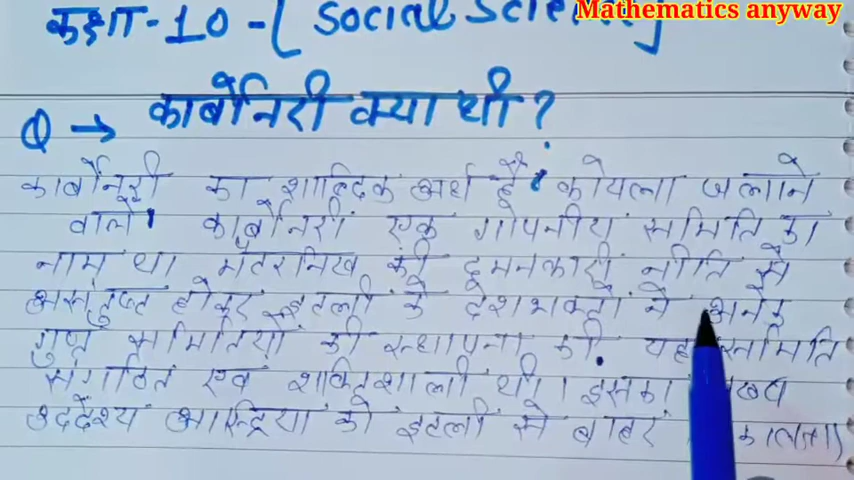 Mathematics anyway
कक्षा-10-[Social Science]
Q → कार्बोनरी क्या थी?
कार्बोनरी का शाब्दिक अर्थ है कोयला जलाने
वाले। कार्बोनरी एक गोपनीय समिति का
नाम था मेटरनिख की दमनकारी नीति से
असंतुष्ट होकर इटली के देशभक्तों ने अनेक
गुप्त समितियों की स्थापना की. यह समिति
संगठित एवं शक्तिशाली थी। इसका
उद्देश्य आस्ट्रिया को इटली से बाहर